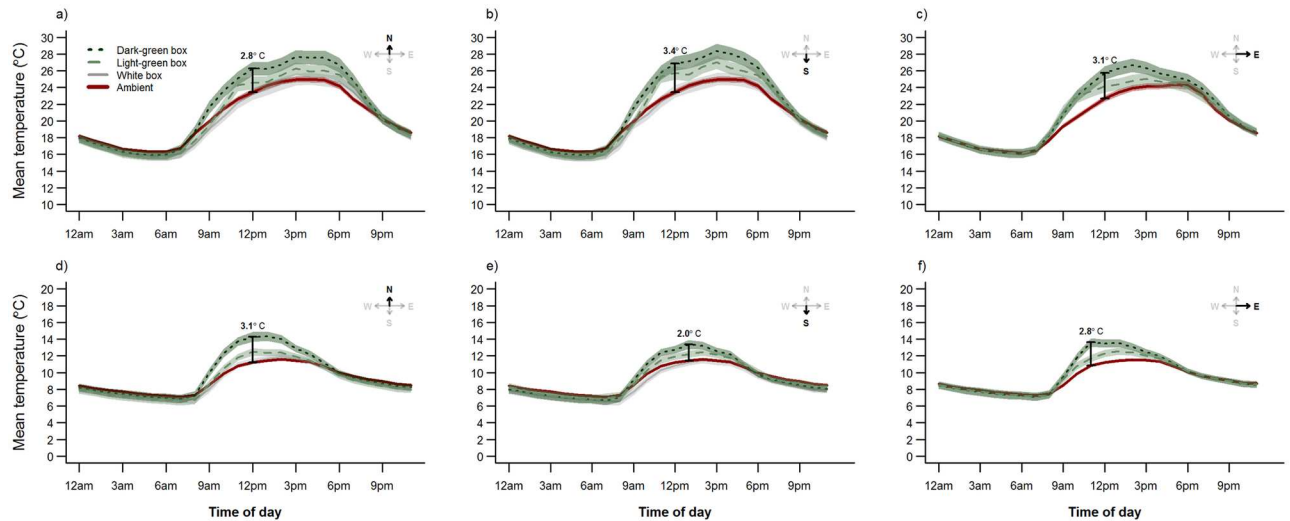 a)
Mean temperature (°C)
30
28
26
24
22
20
18
16
14
12
10
Dark-green box
Light-green box
White box
Ambient
2.8° C
N
W
E
S
12am
3am
6am
9am
12pm
3pm
6pm
9pm
b)
30
28
26
24
22
20
18
16
14
12
10
3.4° C
N
W
E
S
12am
3am
6am
9am
12pm
3pm
6pm
9pm
c)
30
28
26
24
22
20
18
16
14
12
10
3.1° C
N
W
E
S
12am
3am
6am
9am
12pm
3pm
6pm
9pm
d)
Mean temperature (°C)
20
18
16
14
12
10
8
6
4
2
0
3.1° C
N
W
E
S
12am
3am
6am
9am
12pm
3pm
6pm
9pm
Time of day
e)
20
18
16
14
12
10
8
6
4
2
0
2.0° C
N
W
E
S
12am
3am
6am
9am
12pm
3pm
6pm
9pm
Time of day
f)
20
18
16
14
12
10
8
6
4
2
0
2.8° C
N
W
E
S
12am
3am
6am
9am
12pm
3pm
6pm
9pm
Time of day